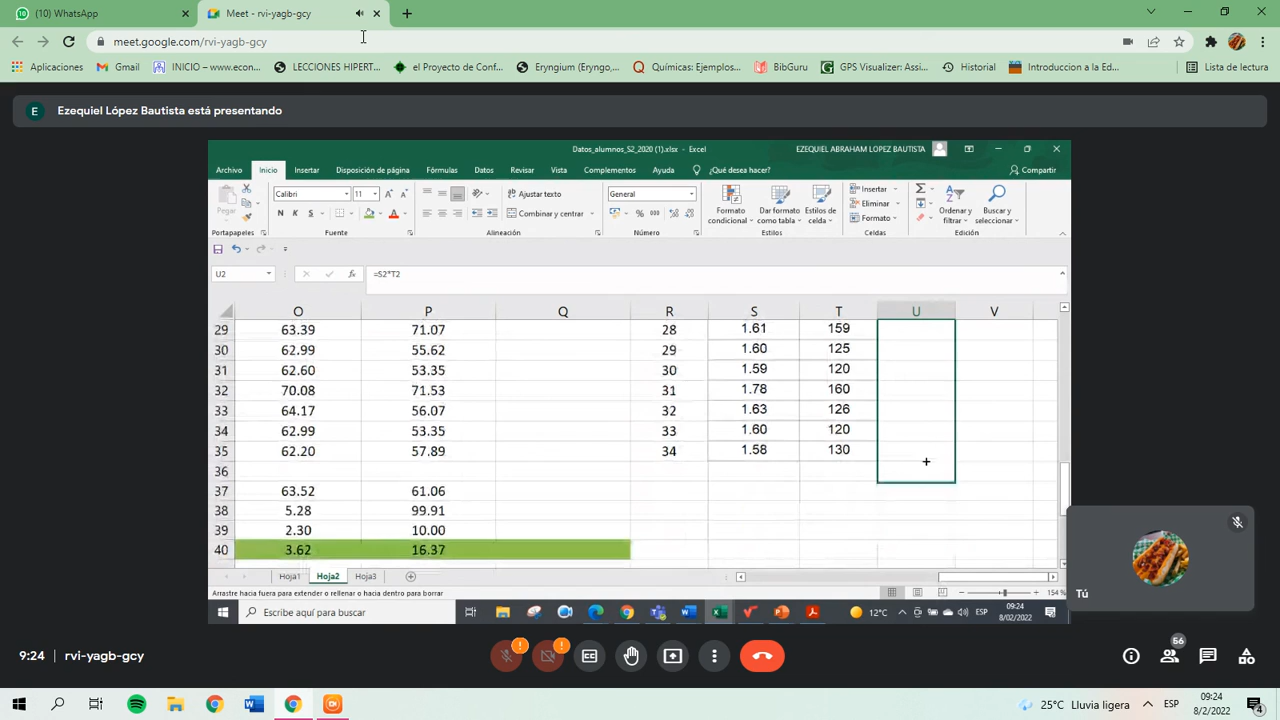 (10) WhatsApp
Meet - rvi-yagb-gcy
meet.google.com/rvi-yagb-gcy
Aplicaciones Gmail INICIO – www.econ... LECCIONES HIPERT... el Proyecto de Conf... Eryngium (Eryngo,... Químicas: Ejemplos... BibGuru GPS Visualizer: Assi... Historial Introduccion a la Ed... Lista de lectura
E Ezequiel López Bautista está presentando
Datos_alumnos_S2_2020 (1).xlsx - Excel EZEQUIEL ABRAHAM LOPEZ BAUTISTA
Archivo Inicio Insertar Disposición de página Fórmulas Datos Revisar Vista Complementos Ayuda ¿Qué desea hacer? Compartir
Calibri 11 Ajustar texto General Insertar
Pegar N K S Combinar y centrar % 000 Formato condicional Dar formato como tabla Estilos de celda Eliminar Formato Ordenar y filtrar Buscar y seleccionar
Portapapeles Fuente Alineación Número Estilos Celdas Edición
U2 fx =S2*T2
O P Q R S T U V
29 63.39 71.07 28 1.61 159
30 62.99 55.62 29 1.60 125
31 62.60 53.35 30 1.59 120
32 70.08 71.53 31 1.78 160
33 64.17 56.07 32 1.63 126
34 62.99 53.35 33 1.60 120
35 62.20 57.89 34 1.58 130
36
37 63.52 61.06
38 5.28 99.91
39 2.30 10.00
40 3.62 16.37
Hoja1 Hoja2 Hoja3
Arrastre hacia fuera para extender o rellenar o hacia dentro para borrar 154 %
Escribe aquí para buscar 12°C ESP 09:24
8/02/2022
Tú
9:24 rvi-yagb-gcy CC 56
25°C Lluvia ligera ESP 09:24
8/2/2022 4